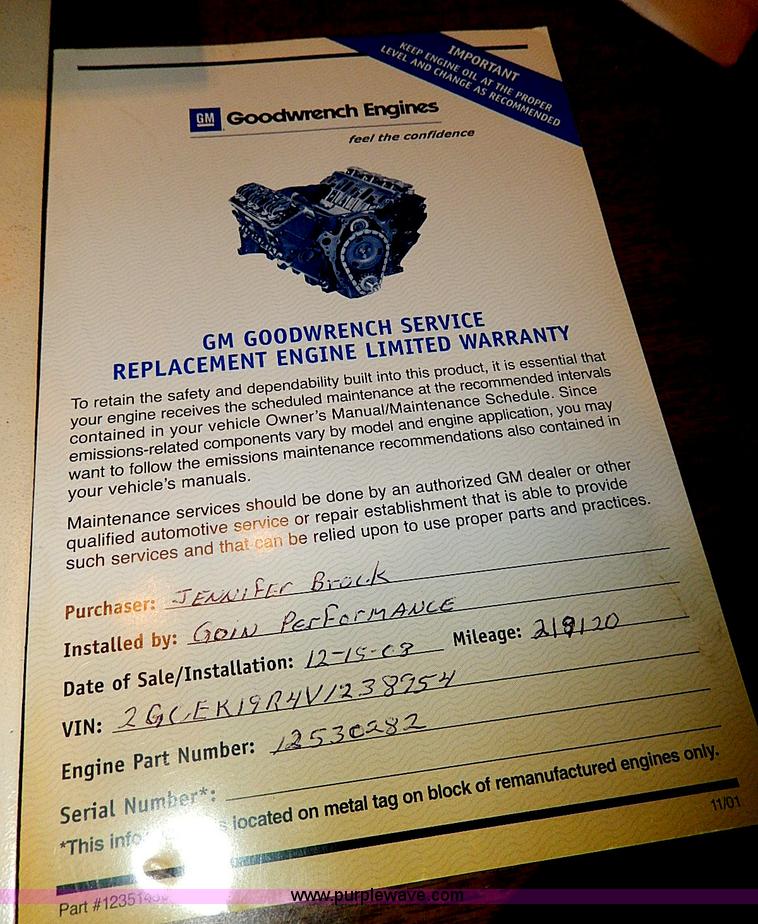 IMPORTANT
KEEP ENGINE OIL AT THE PROPER
LEVEL AND CHANGE AS RECOMMENDED
GM Goodwrench Engines
feel the confidence
GM GOODWRENCH SERVICE
REPLACEMENT ENGINE LIMITED WARRANTY
To retain the safety and dependability built into this product, it is essential that
your engine receives the scheduled maintenance at the recommended intervals
contained in your vehicle Owner's Manual/Maintenance Schedule. Since
emissions-related components vary by model and engine application, you may
want to follow the emissions maintenance recommendations also contained in
your vehicle's manuals.
Maintenance services should be done by an authorized GM dealer or other
qualified automotive service or repair establishment that is able to provide
such services and that can be relied upon to use proper parts and practices.
Purchaser: JENNIFER Brock
Installed by: GOIN PERFORMANCE
Date of Sale/Installation: 12-15-08 Mileage: 218120
VIN: 2GCEK19R4V1238954
Engine Part Number: 12530282
Serial Number*:
*This located on metal tag on block of remanufactured engines only.
11/01
Part
www.purplewave.com